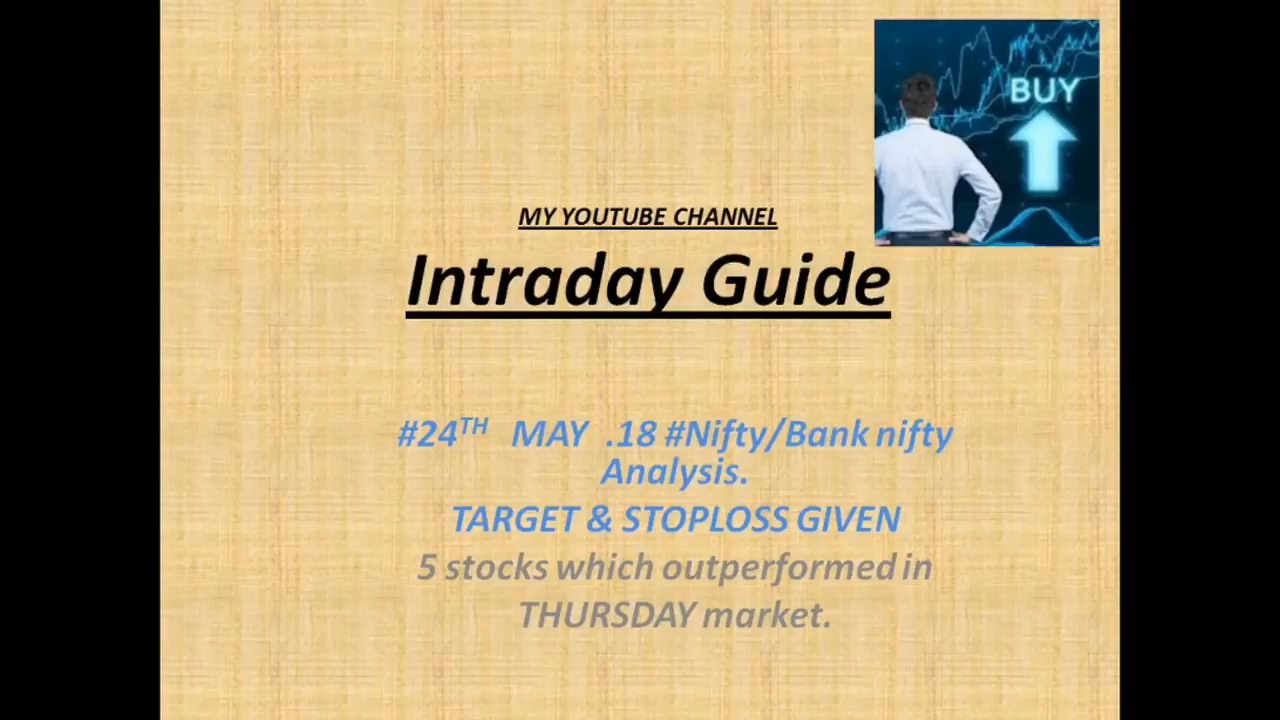 BUY
MY YOUTUBE CHANNEL
Intraday Guide
#24TH MAY .18 #Nifty/Bank nifty
Analysis.
TARGET & STOPLOSS GIVEN
5 stocks which outperformed in
THURSDAY market.